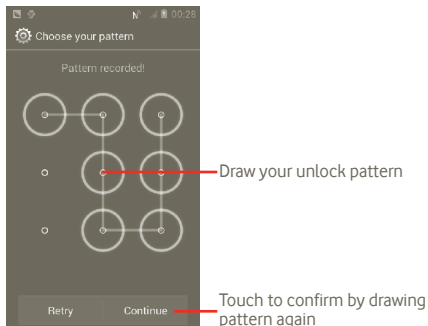 00:28
Choose your pattern
Pattern recorded!
Draw your unlock pattern
Retry
Continue
Touch to confirm by drawing
pattern again